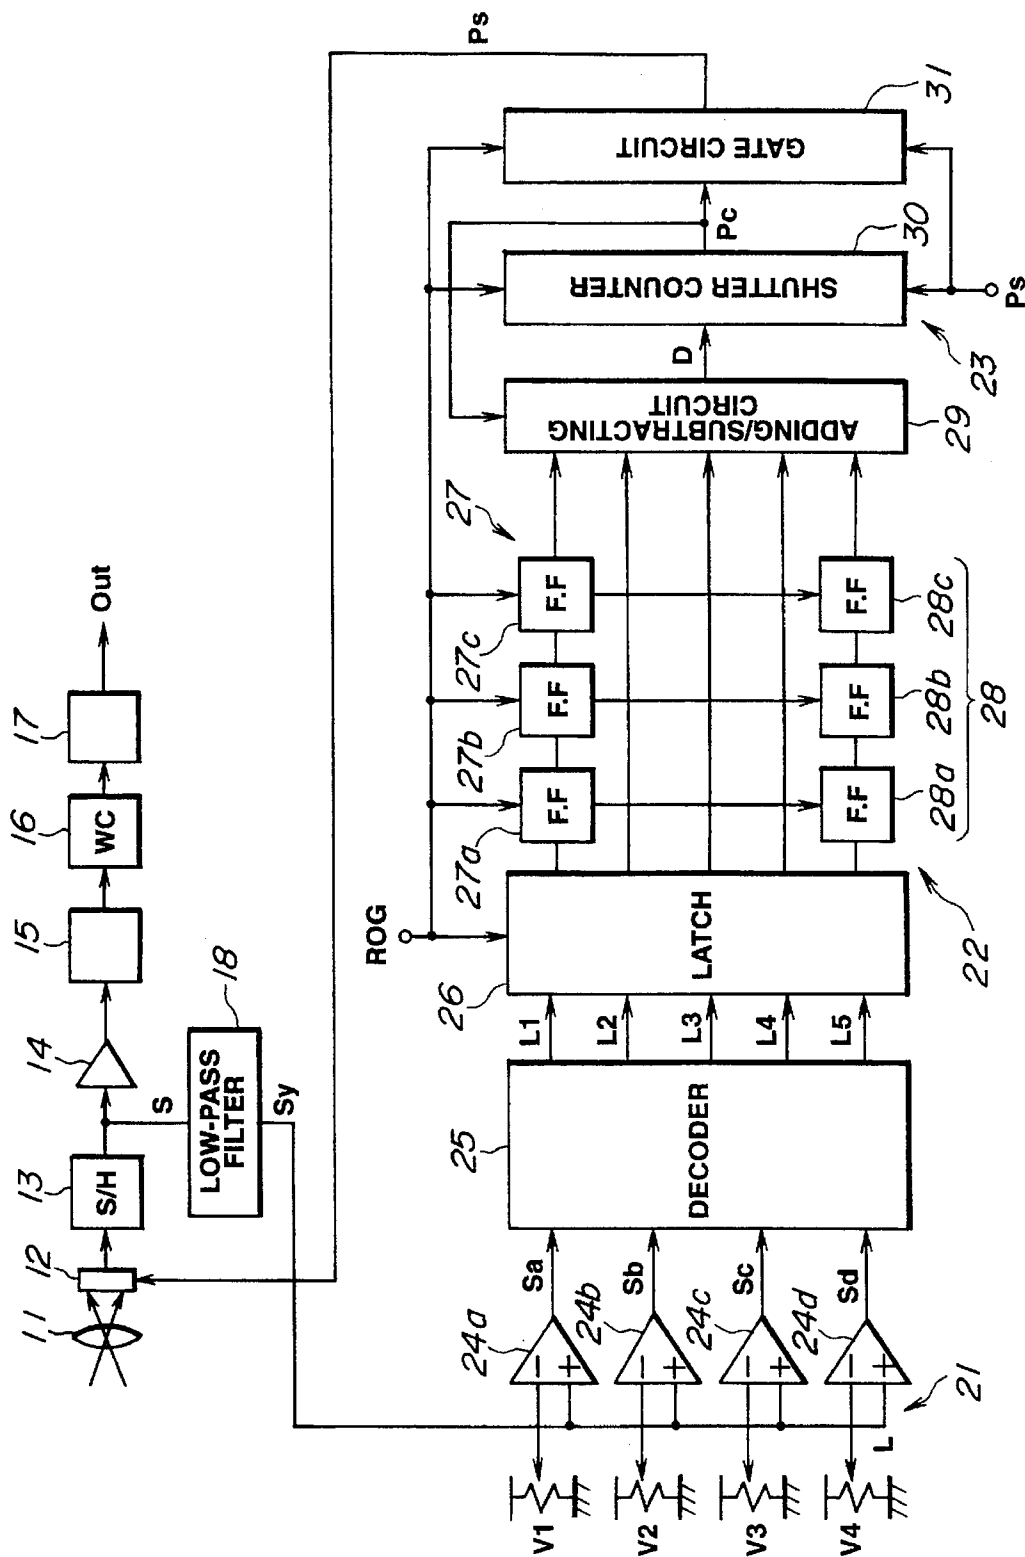 11
12
13
S/H
14
15
16
WC
17
Out
S
18
LOW-PASS
FILTER
Sy
Ps
ROG
V1
V2
V3
V4
L
21
24a
24b
24c
24d
−
+
−
+
−
+
−
+
Sa
Sb
Sc
Sd
25
DECODER
L1
L2
L3
L4
L5
26
LATCH
22
27
27a
F.F
27b
F.F
27c
F.F
F.F
28a
F.F
28b
F.F
28c
28
ADDING/SUBTRACTING
CIRCUIT
29
D
SHUTTER COUNTER
30
23
Pc
Ps
GATE CIRCUIT
31